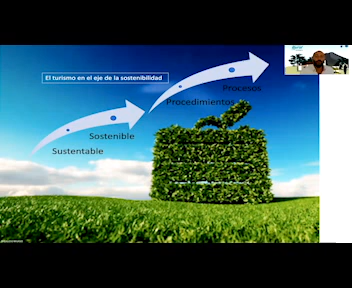 El turismo en el eje de la sostenibilidad
Procesos
Procedimientos
Sostenible
Sustentable